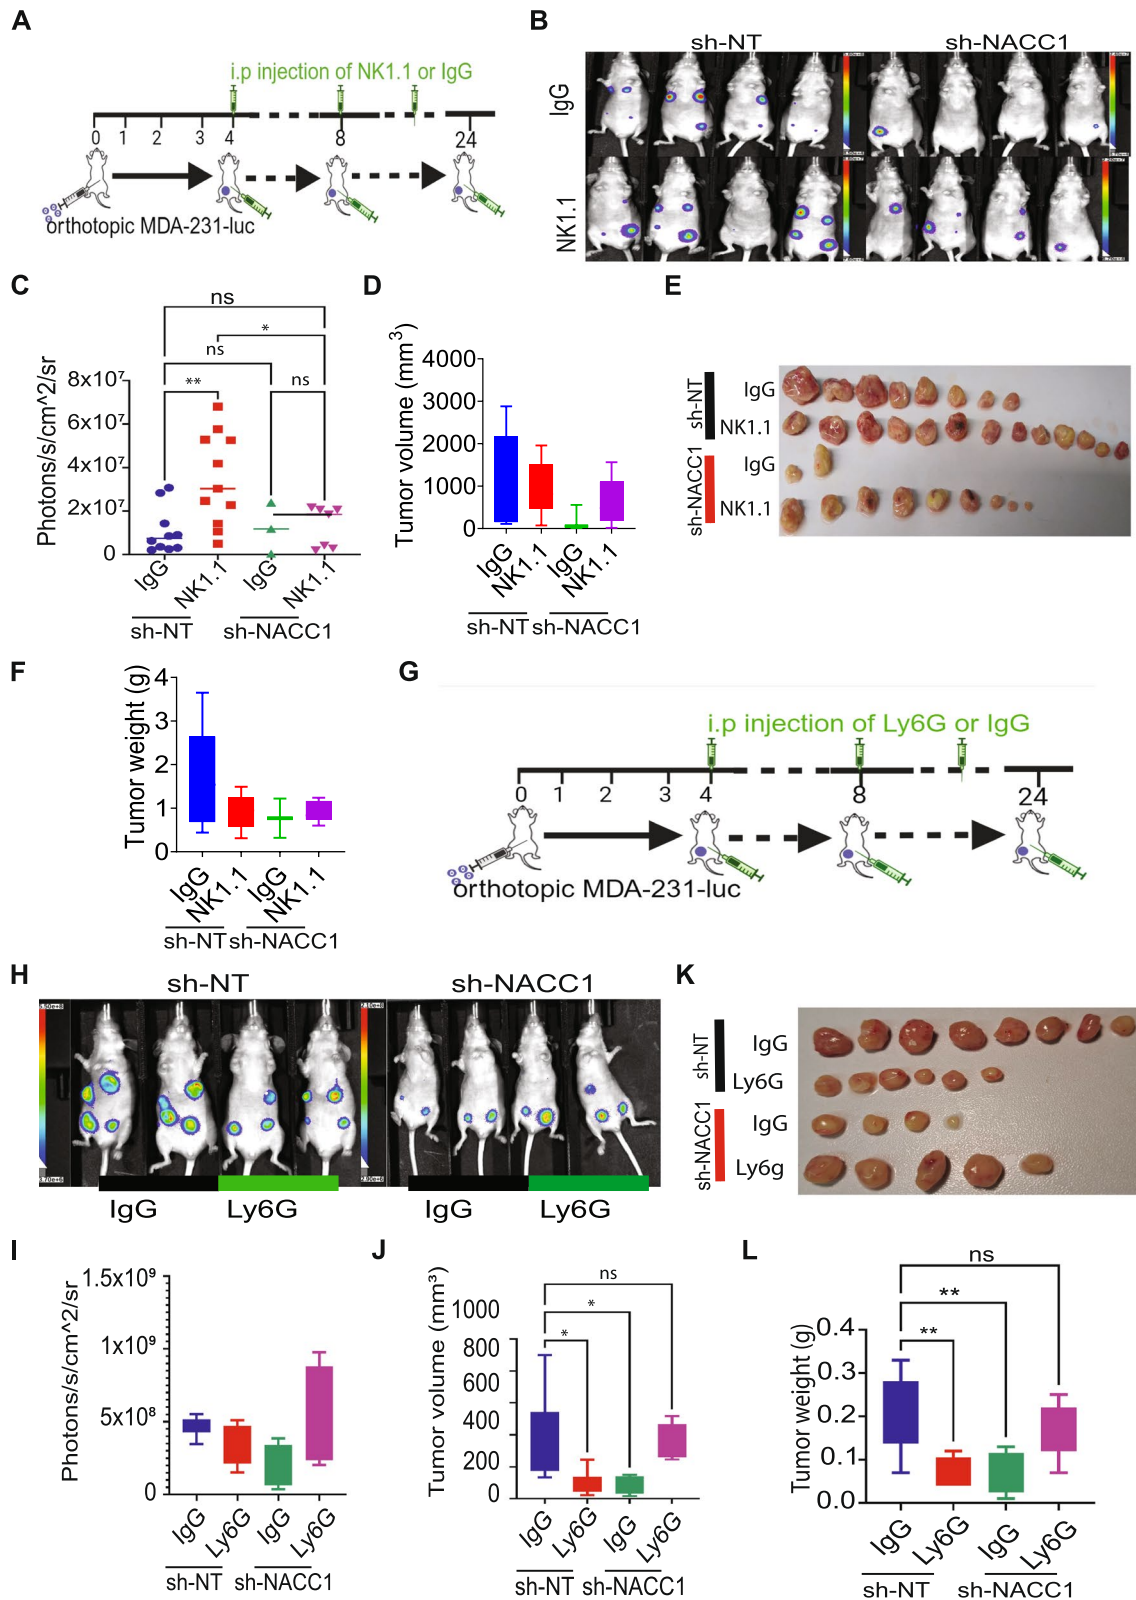 A
i.p injection of NK1.1 or IgG
0 1 2 3 4 8 24
orthotopic MDA-231-luc
B
sh-NT sh-NACC1
IgG
NK1.1
C
ns
*
ns
**
ns
Photons/s/cm^2/sr
8x10⁷
6x10⁷
4x10⁷
2x10⁷
0
IgG NK1.1 IgG NK1.1
sh-NT sh-NACC1
D
Tumor volume (mm³)
4000
3000
2000
1000
0
IgG NK1.1 IgG NK1.1
sh-NT sh-NACC1
E
sh-NT
IgG
NK1.1
sh-NACC1
IgG
NK1.1
F
Tumor weight (g)
4
3
2
1
0
IgG NK1.1 IgG NK1.1
sh-NT sh-NACC1
G
i.p injection of Ly6G or IgG
0 1 2 3 4 8 24
orthotopic MDA-231-luc
H
sh-NT sh-NACC1
IgG Ly6G IgG Ly6G
K
sh-NT
IgG
Ly6G
sh-NACC1
IgG
Ly6g
I
Photons/s/cm^2/sr
1.5x10⁹
1x10⁹
5x10⁸
0
IgG Ly6G IgG Ly6G
sh-NT sh-NACC1
J
ns
*
*
Tumor volume (mm³)
1000
800
600
400
200
0
IgG Ly6G IgG Ly6G
sh-NT sh-NACC1
L
ns
**
**
Tumor weight (g)
0.4
0.3
0.2
0.1
0.0
IgG Ly6G IgG Ly6G
sh-NT sh-NACC1